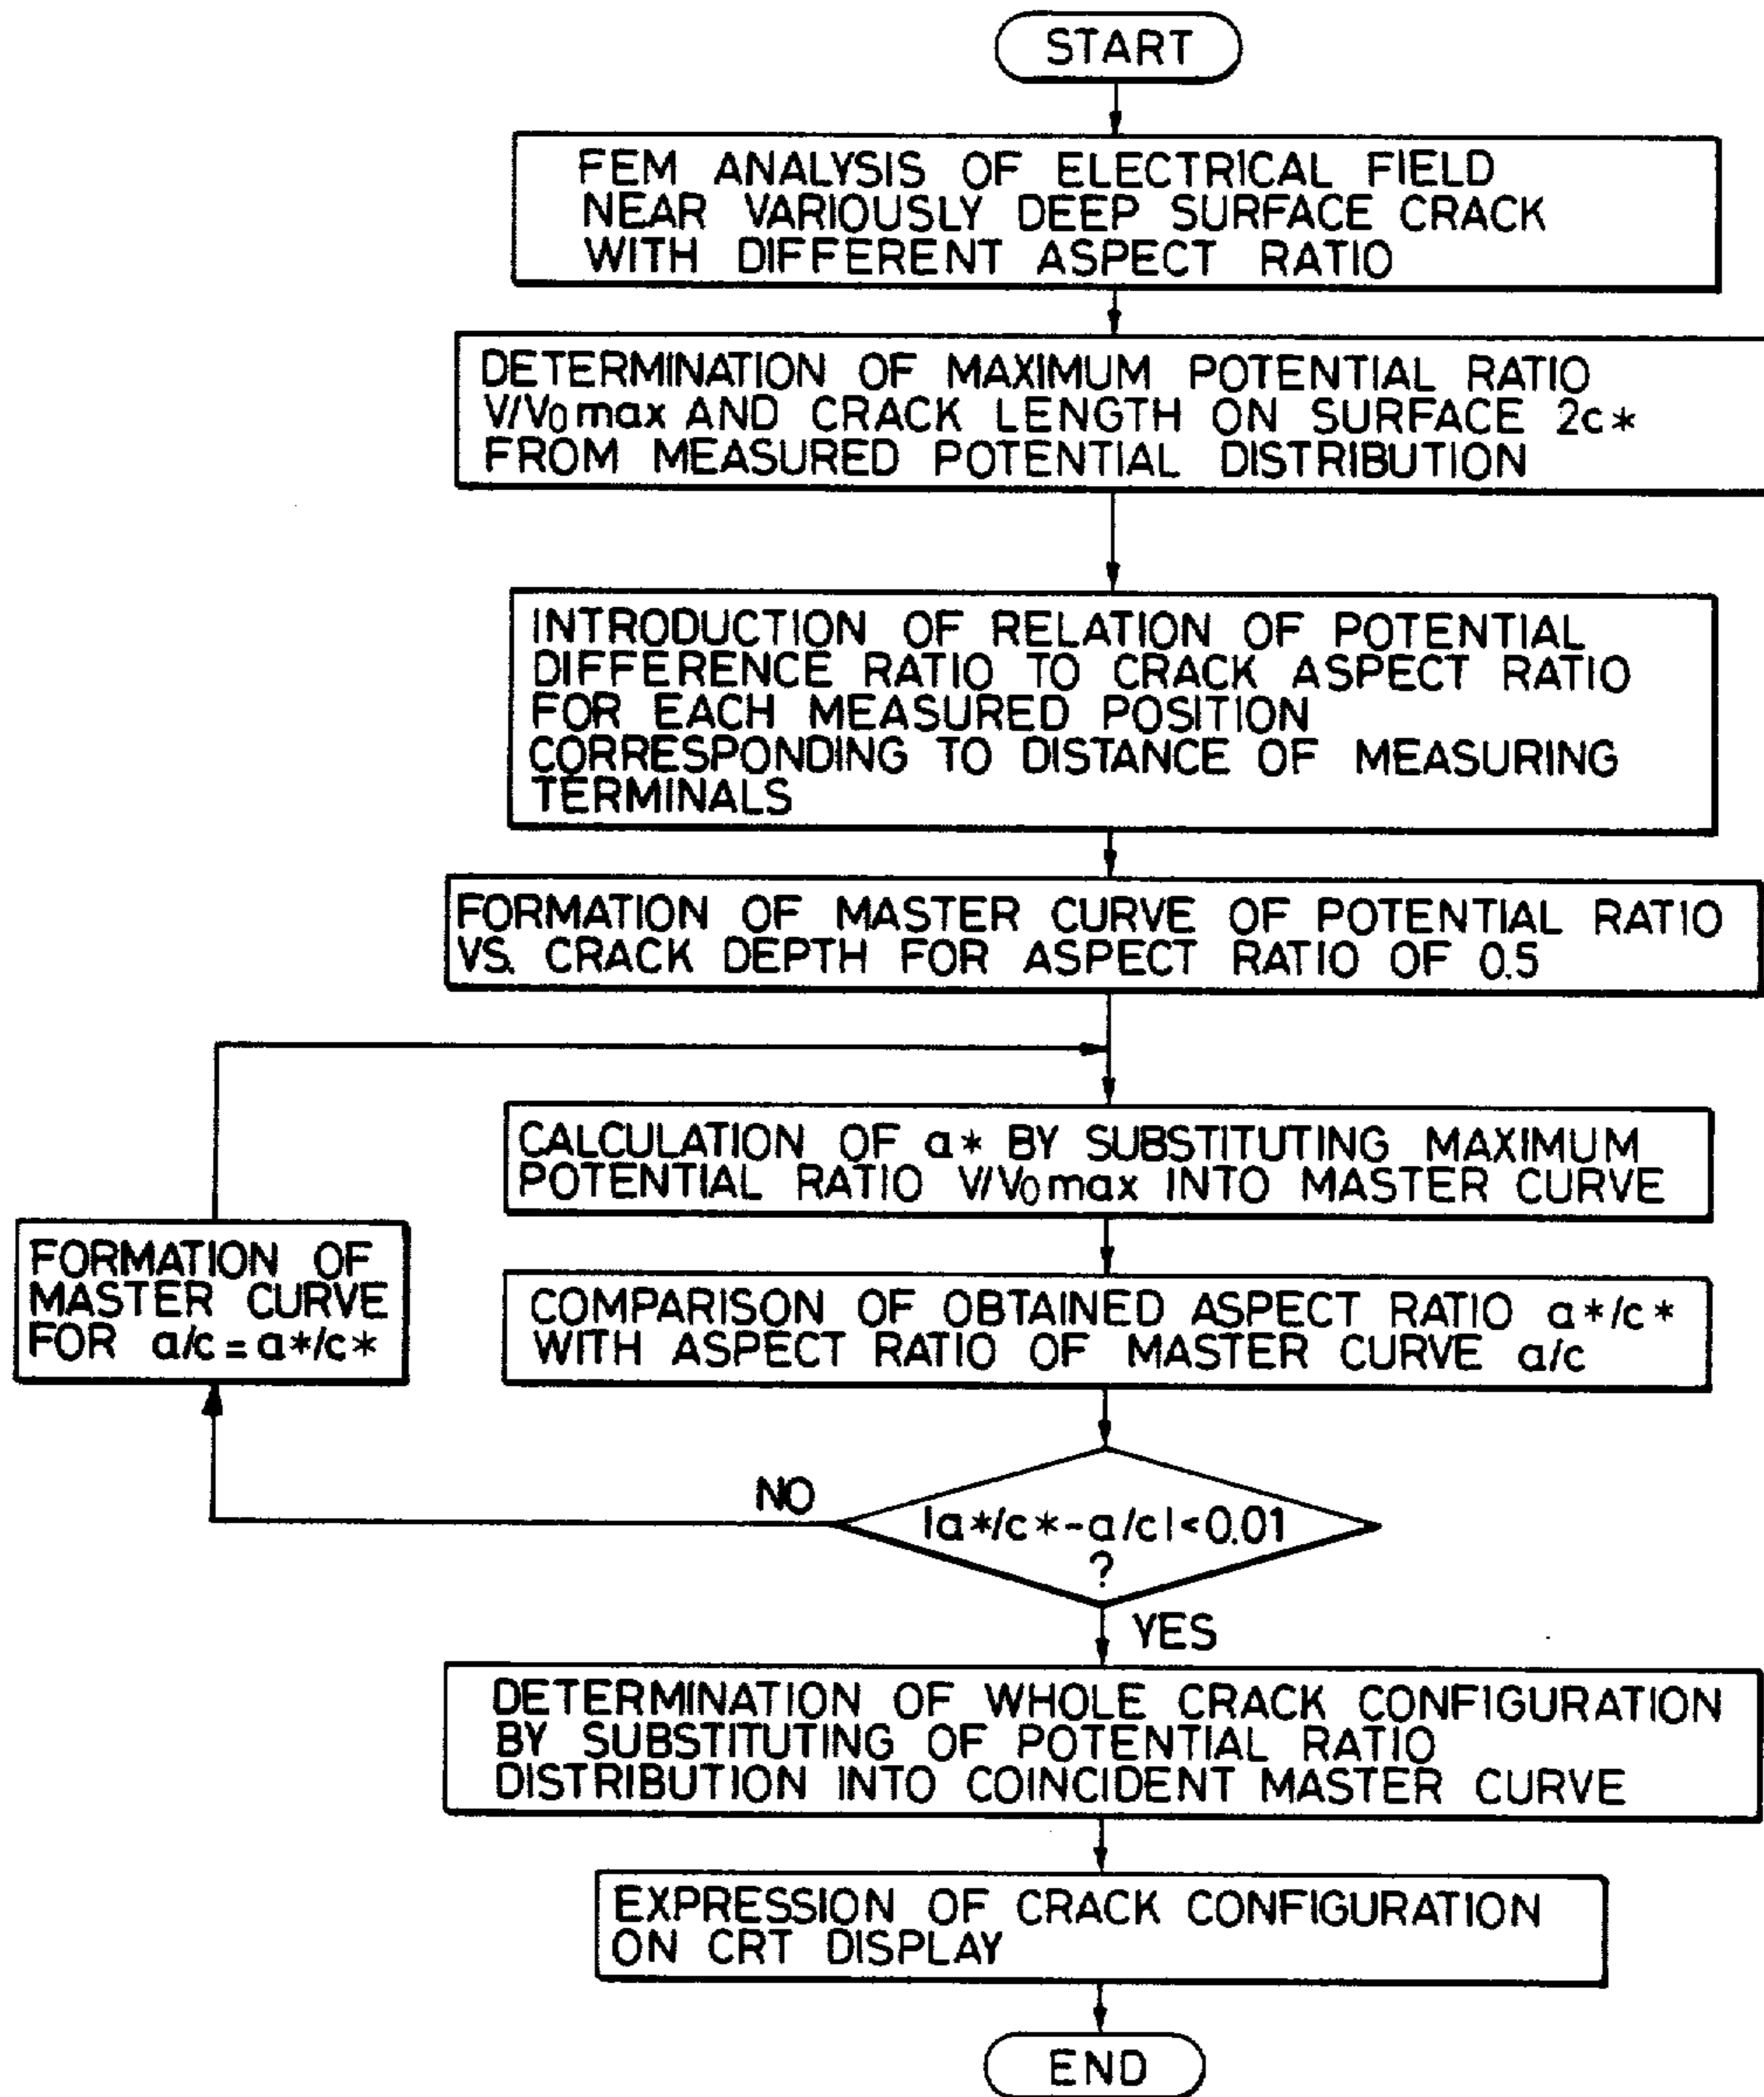 START
FEM ANALYSIS OF ELECTRICAL FIELD
NEAR VARIOUSLY DEEP SURFACE CRACK
WITH DIFFERENT ASPECT RATIO
DETERMINATION OF MAXIMUM POTENTIAL RATIO
V/V0 max AND CRACK LENGTH ON SURFACE 2c*
FROM MEASURED POTENTIAL DISTRIBUTION
INTRODUCTION OF RELATION OF POTENTIAL
DIFFERENCE RATIO TO CRACK ASPECT RATIO
FOR EACH MEASURED POSITION
CORRESPONDING TO DISTANCE OF MEASURING
TERMINALS
FORMATION OF MASTER CURVE OF POTENTIAL RATIO
VS. CRACK DEPTH FOR ASPECT RATIO OF 0.5
CALCULATION OF a* BY SUBSTITUTING MAXIMUM
POTENTIAL RATIO V/V0 max INTO MASTER CURVE
FORMATION OF
MASTER CURVE
FOR a/c = a*/c*
COMPARISON OF OBTAINED ASPECT RATIO a*/c*
WITH ASPECT RATIO OF MASTER CURVE a/c
NO
|a*/c*-a/c|<0.01
?
YES
DETERMINATION OF WHOLE CRACK CONFIGURATION
BY SUBSTITUTING OF POTENTIAL RATIO
DISTRIBUTION INTO COINCIDENT MASTER CURVE
EXPRESSION OF CRACK CONFIGURATION
ON CRT DISPLAY
END